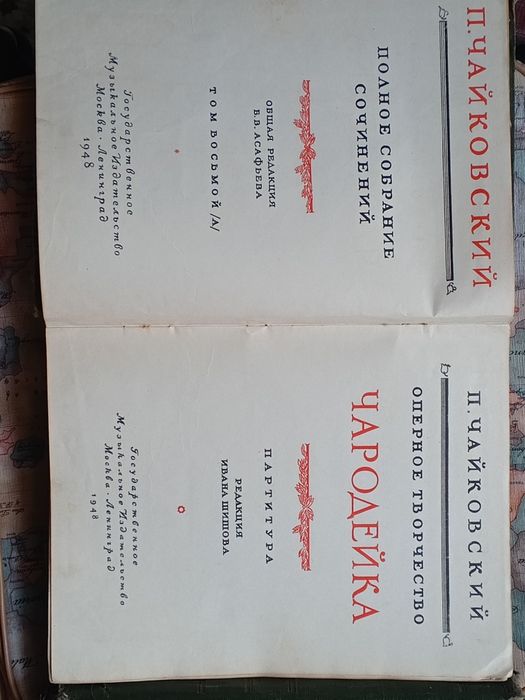 П. ЧАЙКОВСКИЙ
ПОЛНОЕ СОБРАНИЕ
СОЧИНЕНИЙ
ОБЩАЯ РЕДАКЦИЯ
Б. В. АСАФЬЕВА
ТОМ ВОСЬМОЙ /А/
Государственное
Музыкальное Издательство
Москва · Ленинград
1948
П. ЧАЙКОВСКИЙ
ОПЕРНОЕ ТВОРЧЕСТВО
ЧАРОДЕЙКА
ПАРТИТУРА
РЕДАКЦИЯ
ИВАНА ШИШОВА
Государственное
Музыкальное Издательство
Москва · Ленинград
1948